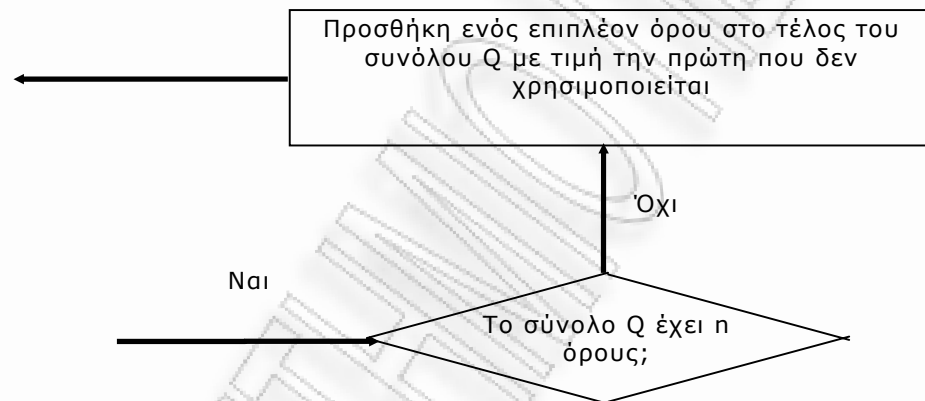 Προσθήκη ενός επιπλέον όρου στο τέλος του
συνόλου Q με τιμή την πρώτη που δεν
χρησιμοποιείται
Όχι
Ναι
Το σύνολο Q έχει n
όρους;